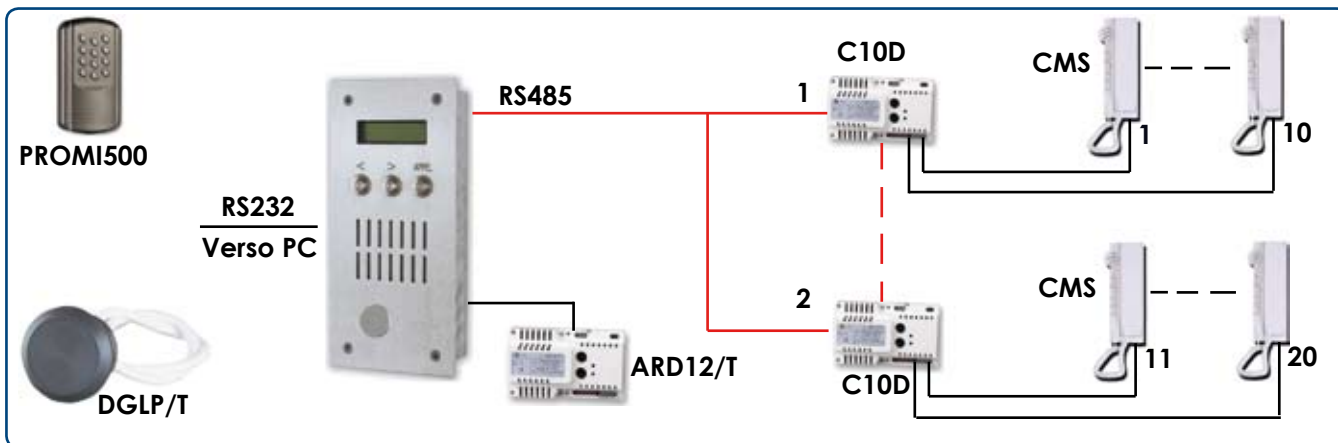 PROMI500
RS232
Verso PC
DGLP/T
RS485
ARD12/T
1
C10D
CMS
1
10
2
C10D
CMS
11
20